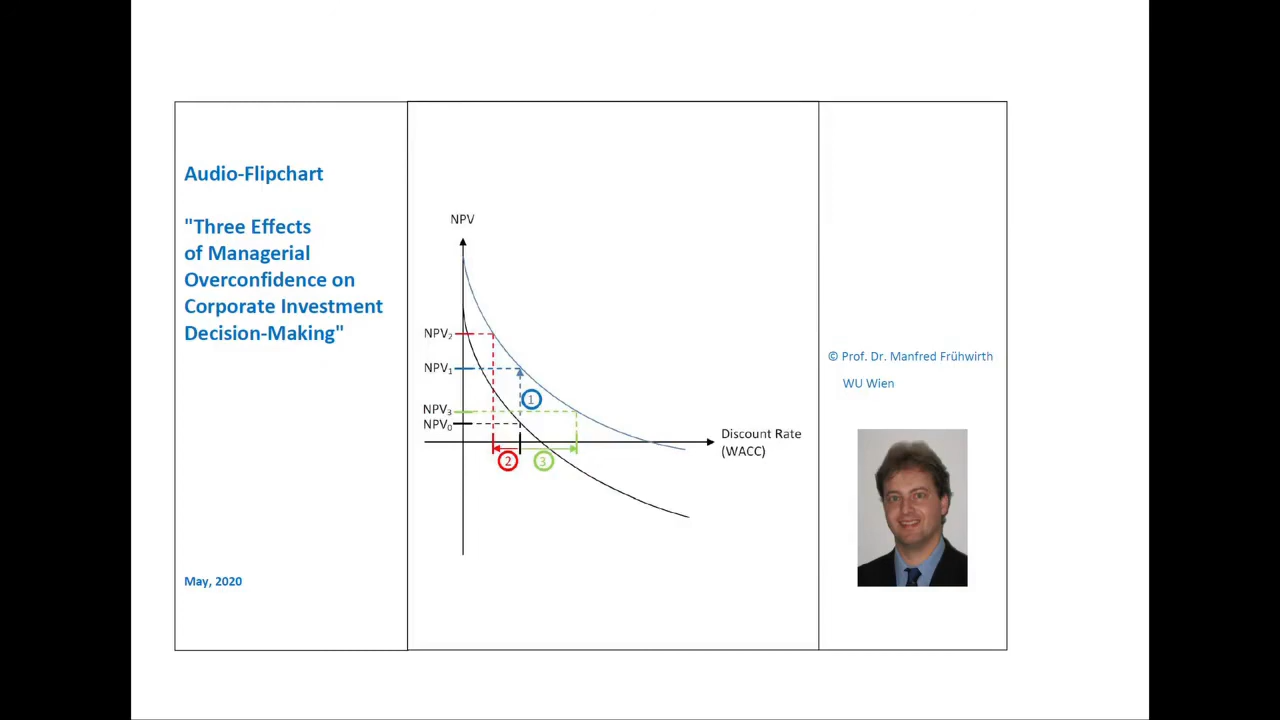 Audio-Flipchart
"Three Effects
of Managerial
Overconfidence on
Corporate Investment
Decision-Making"
May, 2020
NPV
NPV₂
NPV₁
NPV₃
NPV₀
1
2
3
Discount Rate
(WACC)
© Prof. Dr. Manfred Frühwirth
WU Wien